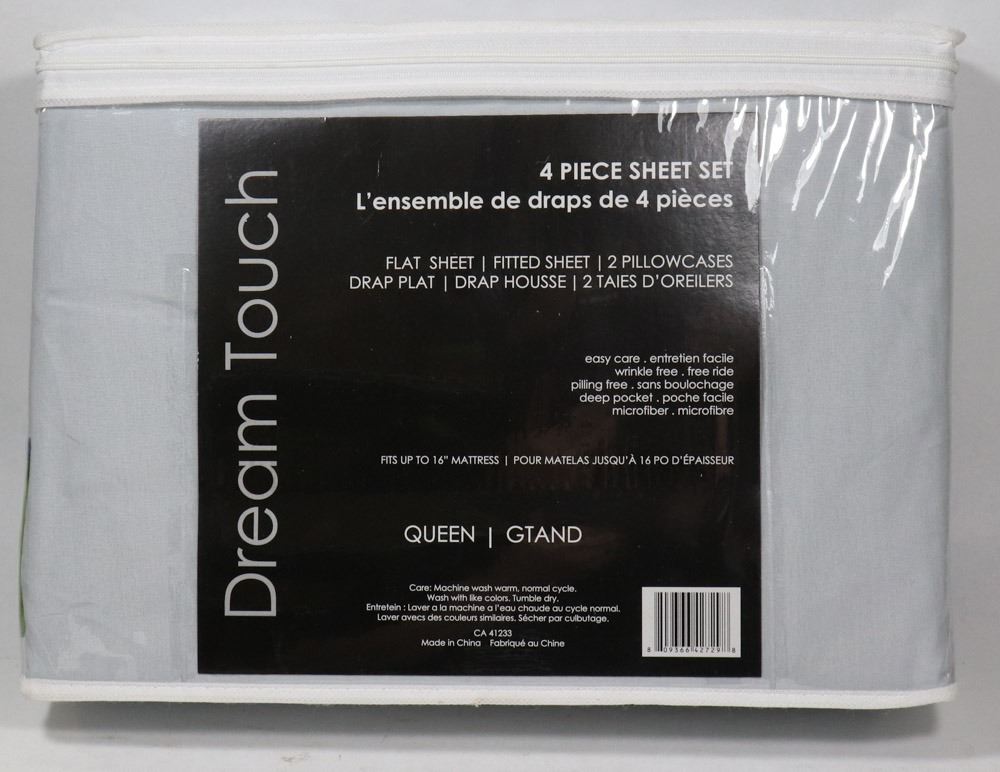 Dream Touch
4 PIECE SHEET SET
L'ensemble de draps de 4 pièces
FLAT SHEET | FITTED SHEET | 2 PILLOWCASES
DRAP PLAT | DRAP HOUSSE | 2 TAIES D'OREILERS
easy care . entretien facile
wrinkle free . free ride
pilling free . sans boulochage
deep pocket . poche facile
microfiber . microfibre
FITS UP TO 16" MATTRESS | POUR MATELAS JUSQU'À 16 PO D'ÉPAISSEUR
QUEEN | GTAND
Care: Machine wash warm, normal cycle.
Wash with like colors. Tumble dry.
Entretein : Laver a la machine a l'eau chaude au cycle normal.
Laver avecs des couleurs similaires. Sécher par culbutage.
CA 41233
Made in China Fabriqué au Chine
8 09366 42729 8